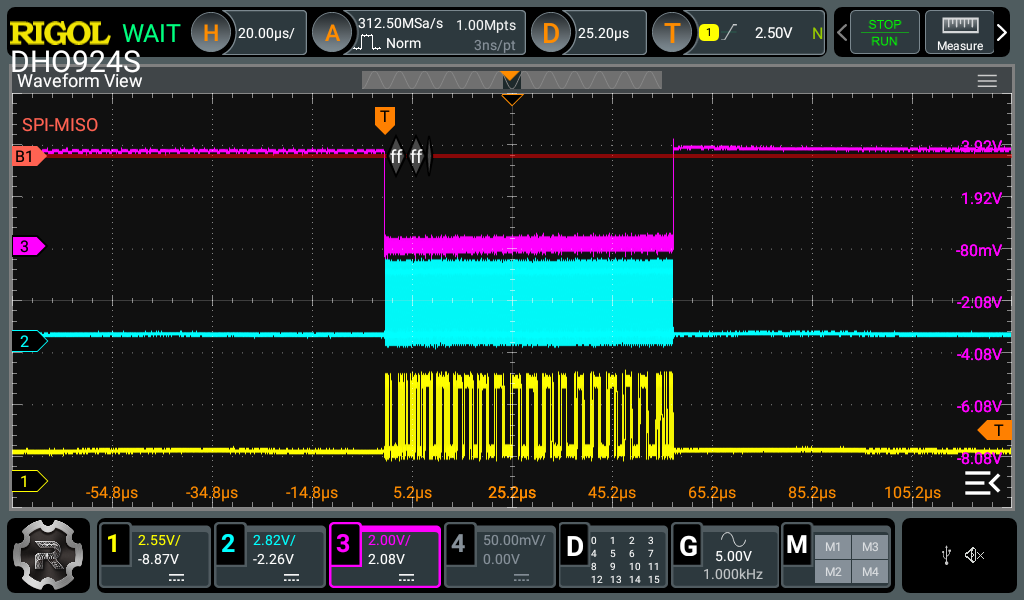 RIGOL WAIT H 20.00µs/ A 312.50MSa/s 1.00Mpts D 25.20µs T 1 2.50V N STOP
RUN Measure
Norm 3ns/pt
DHO924S
Waveform View
T
SPI-MISO
B1 ff ff 3.92V
1.92V
3 -80mV
-2.08V
2
-4.08V
-6.08V
T
-8.08V
1
-54.8µs -34.8µs -14.8µs 5.2µs 25.2µs 45.2µs 65.2µs 85.2µs 105.2µs
1 2.55V/ 2 2.82V/ 3 2.00V/ 4 50.00mV/ D 0 1 2 3 G 5.00V M M1 M3
-8.87V -2.26V 2.08V 0.00V 4 5 6 7 1.000kHz M2 M4
8 9 10 11
12 13 14 15
R